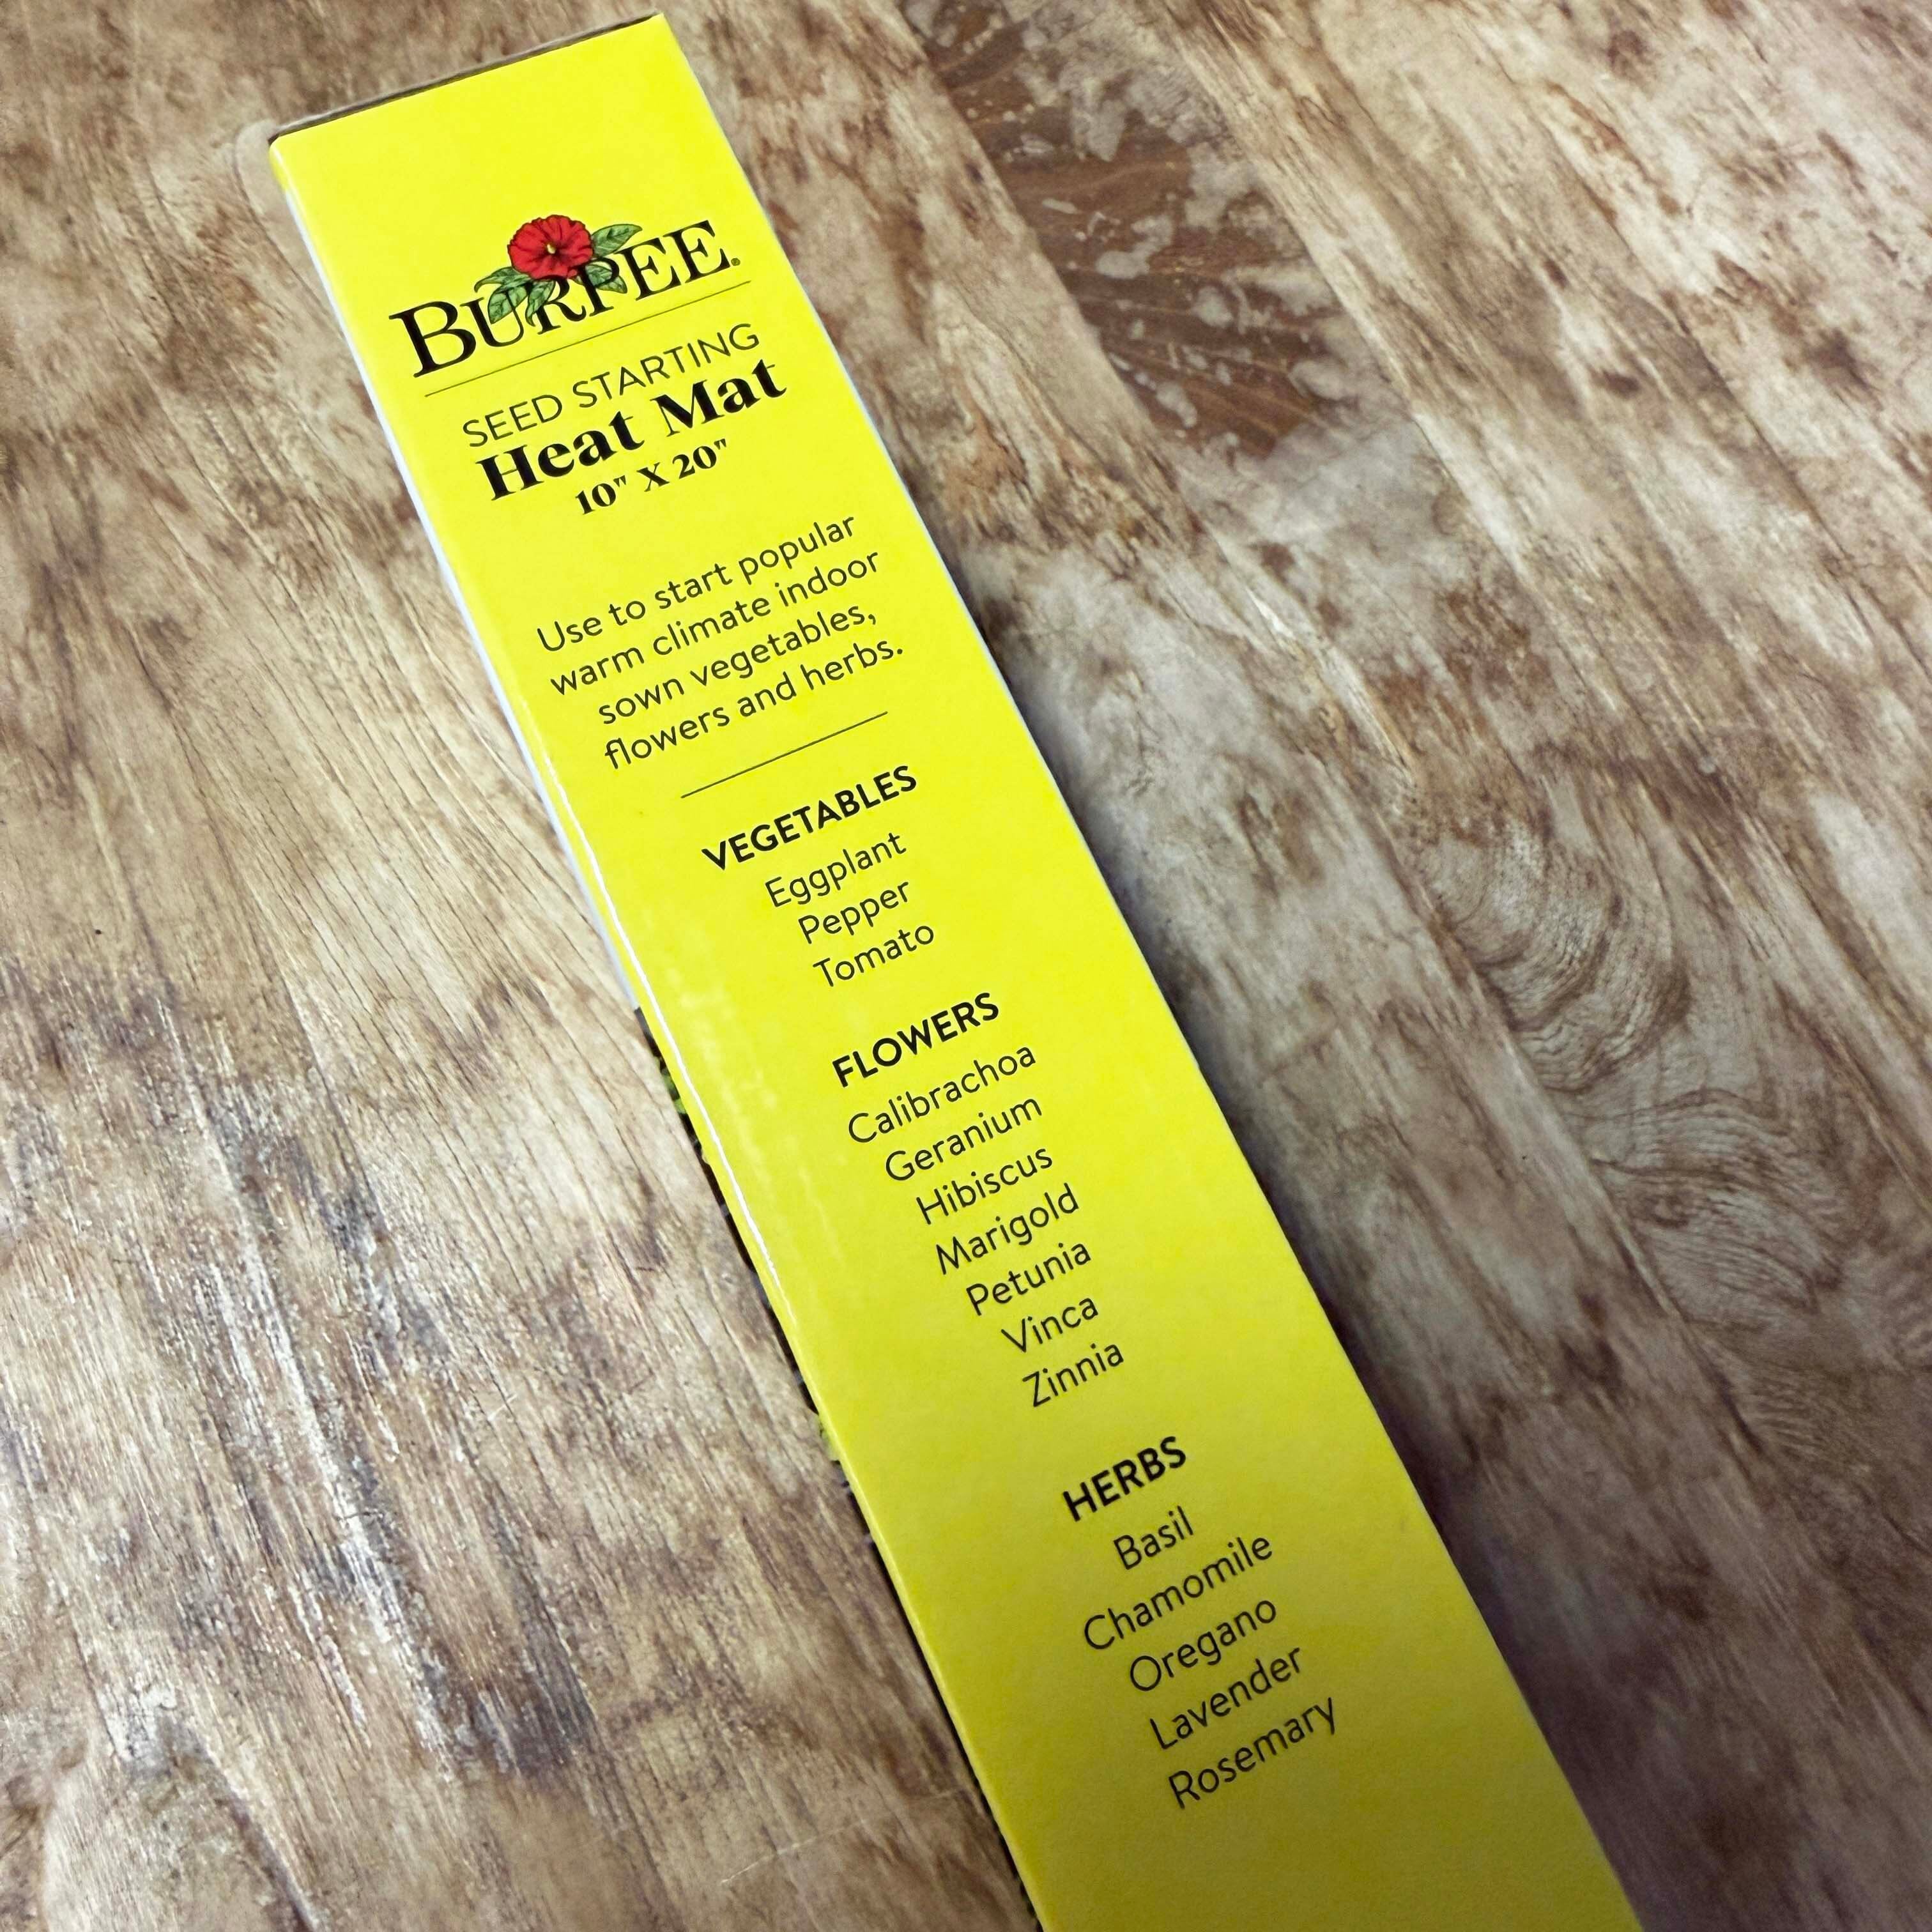 BURPEE®
SEED STARTING
Heat Mat
10" X 20"
Use to start popular
warm climate indoor
sown vegetables,
flowers and herbs.
VEGETABLES
Eggplant
Pepper
Tomato
FLOWERS
Calibrachoa
Geranium
Hibiscus
Marigold
Petunia
Vinca
Zinnia
HERBS
Basil
Chamomile
Oregano
Lavender
Rosemary